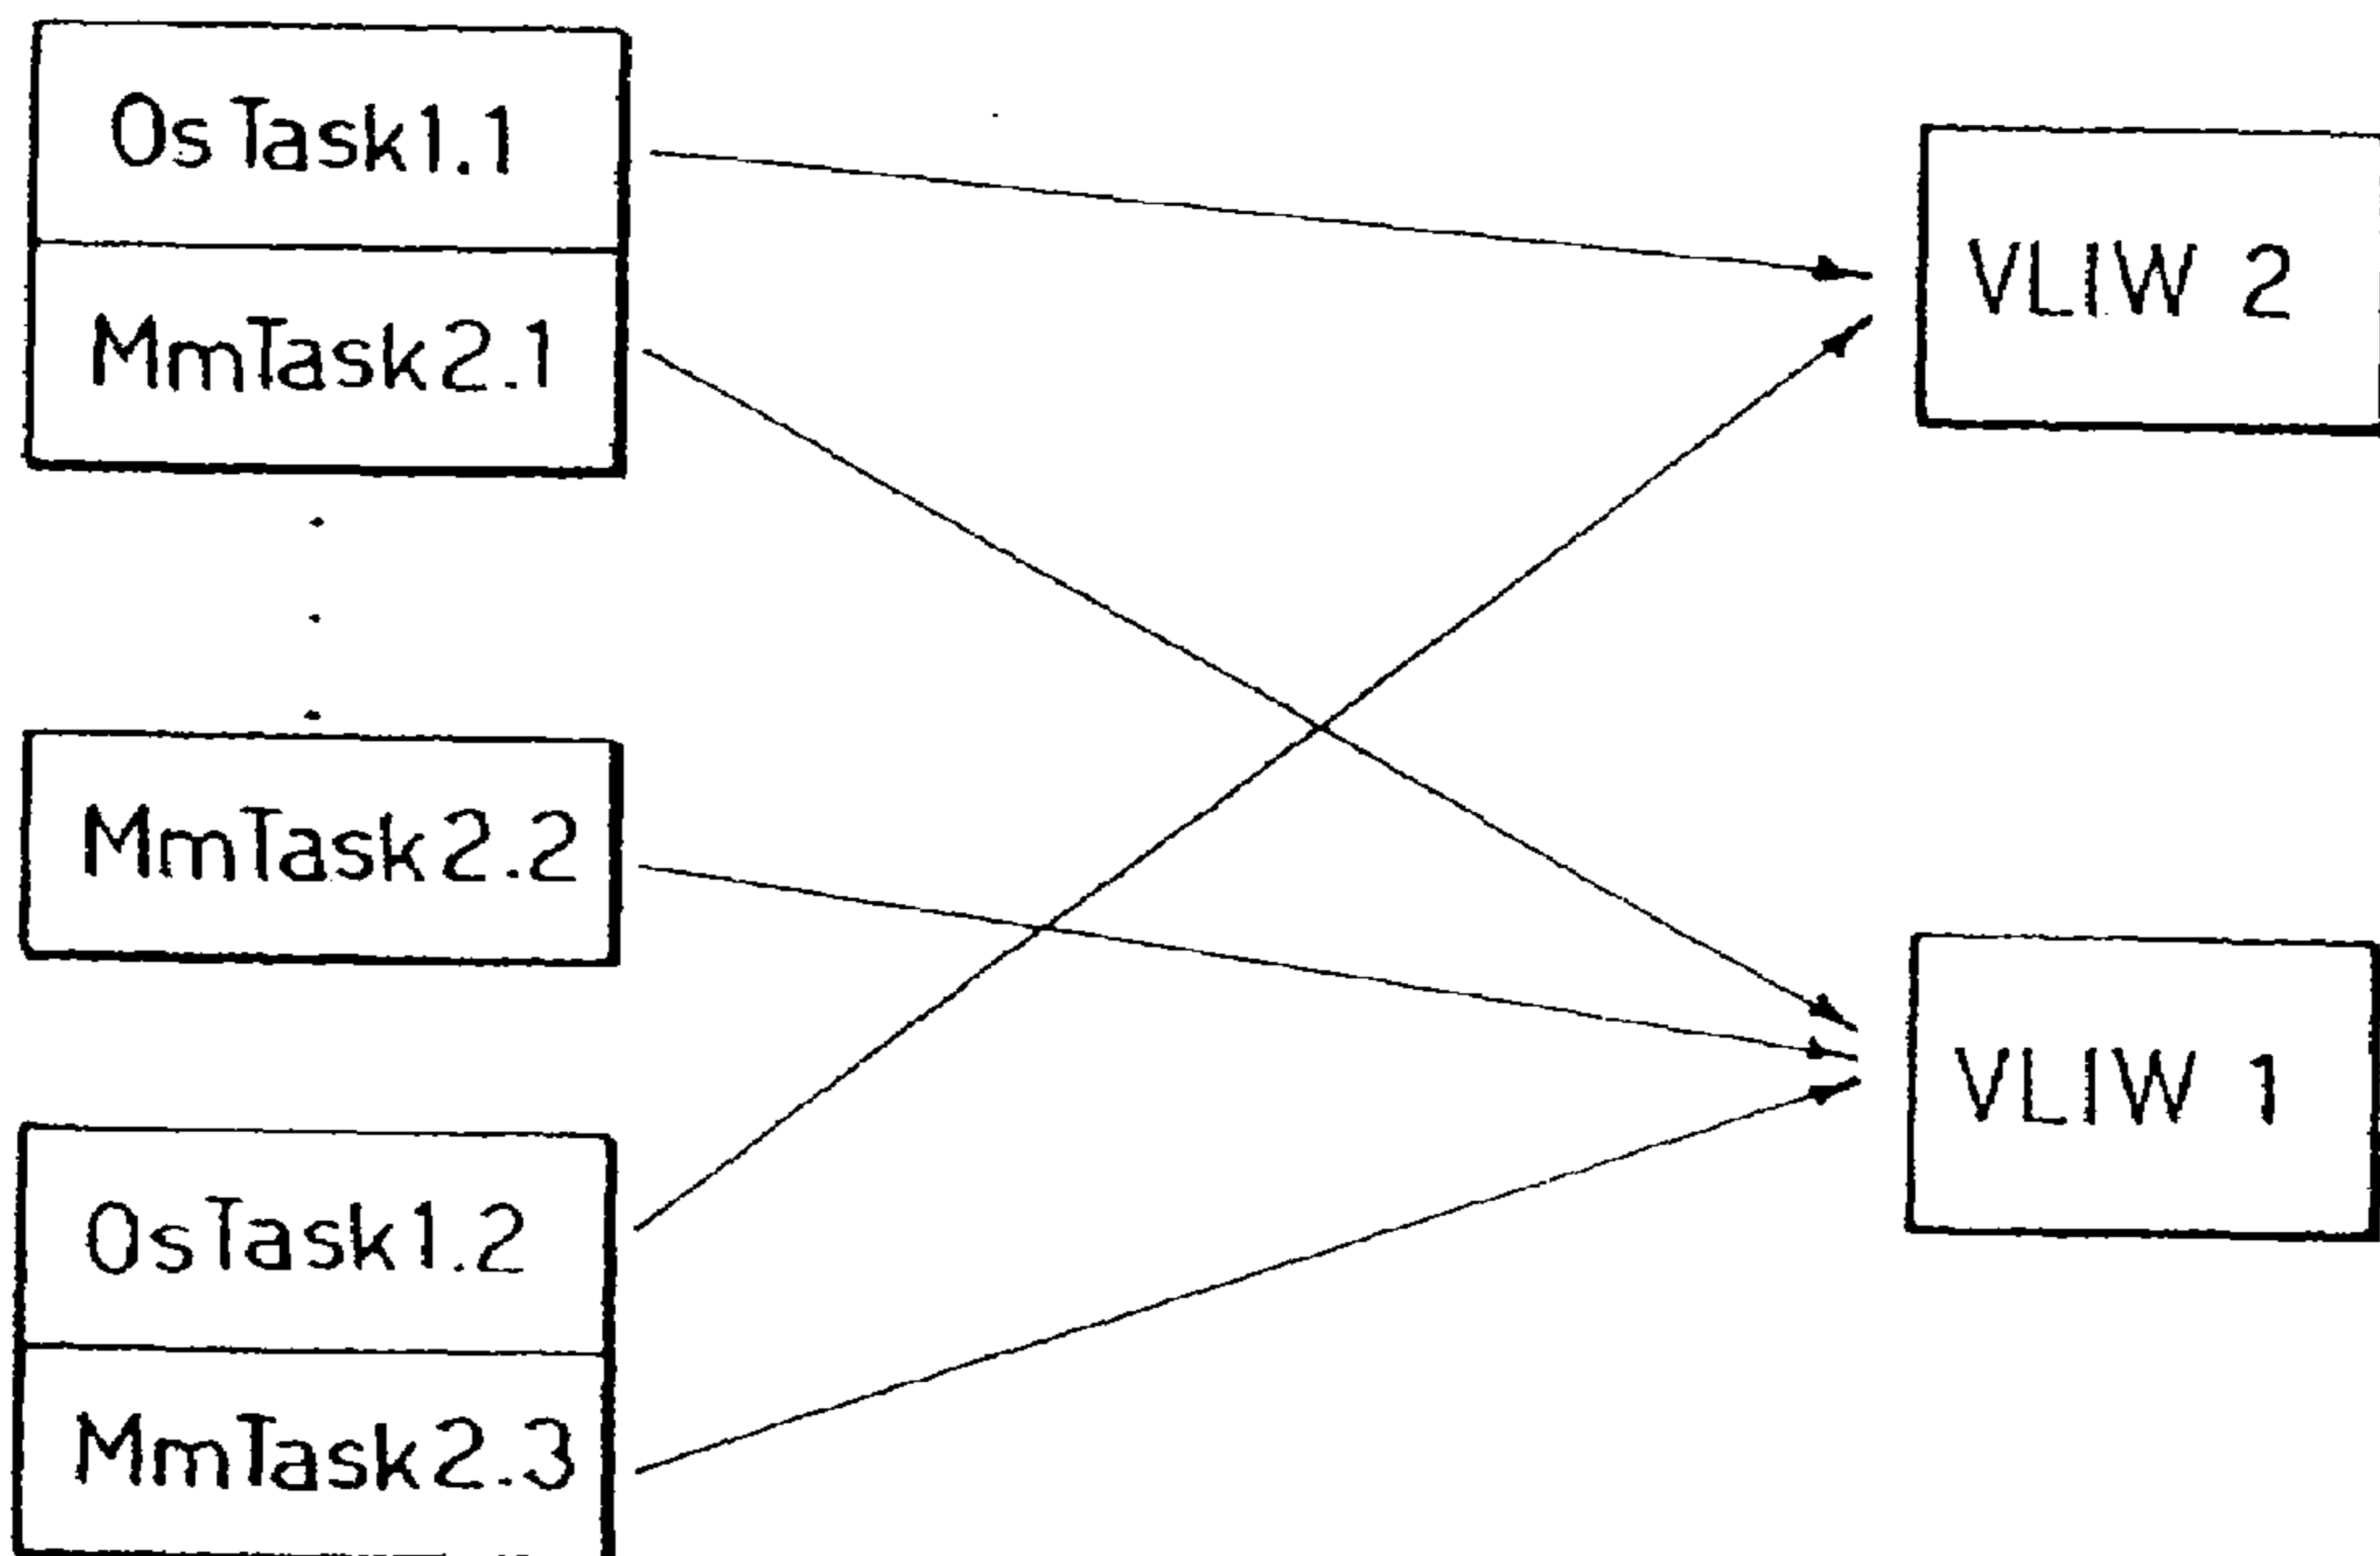 OsTask1.1
MmTask2.1
VLIW 2
MmTask2.2
VLIW 1
OsTask1.2
MmTask2.3